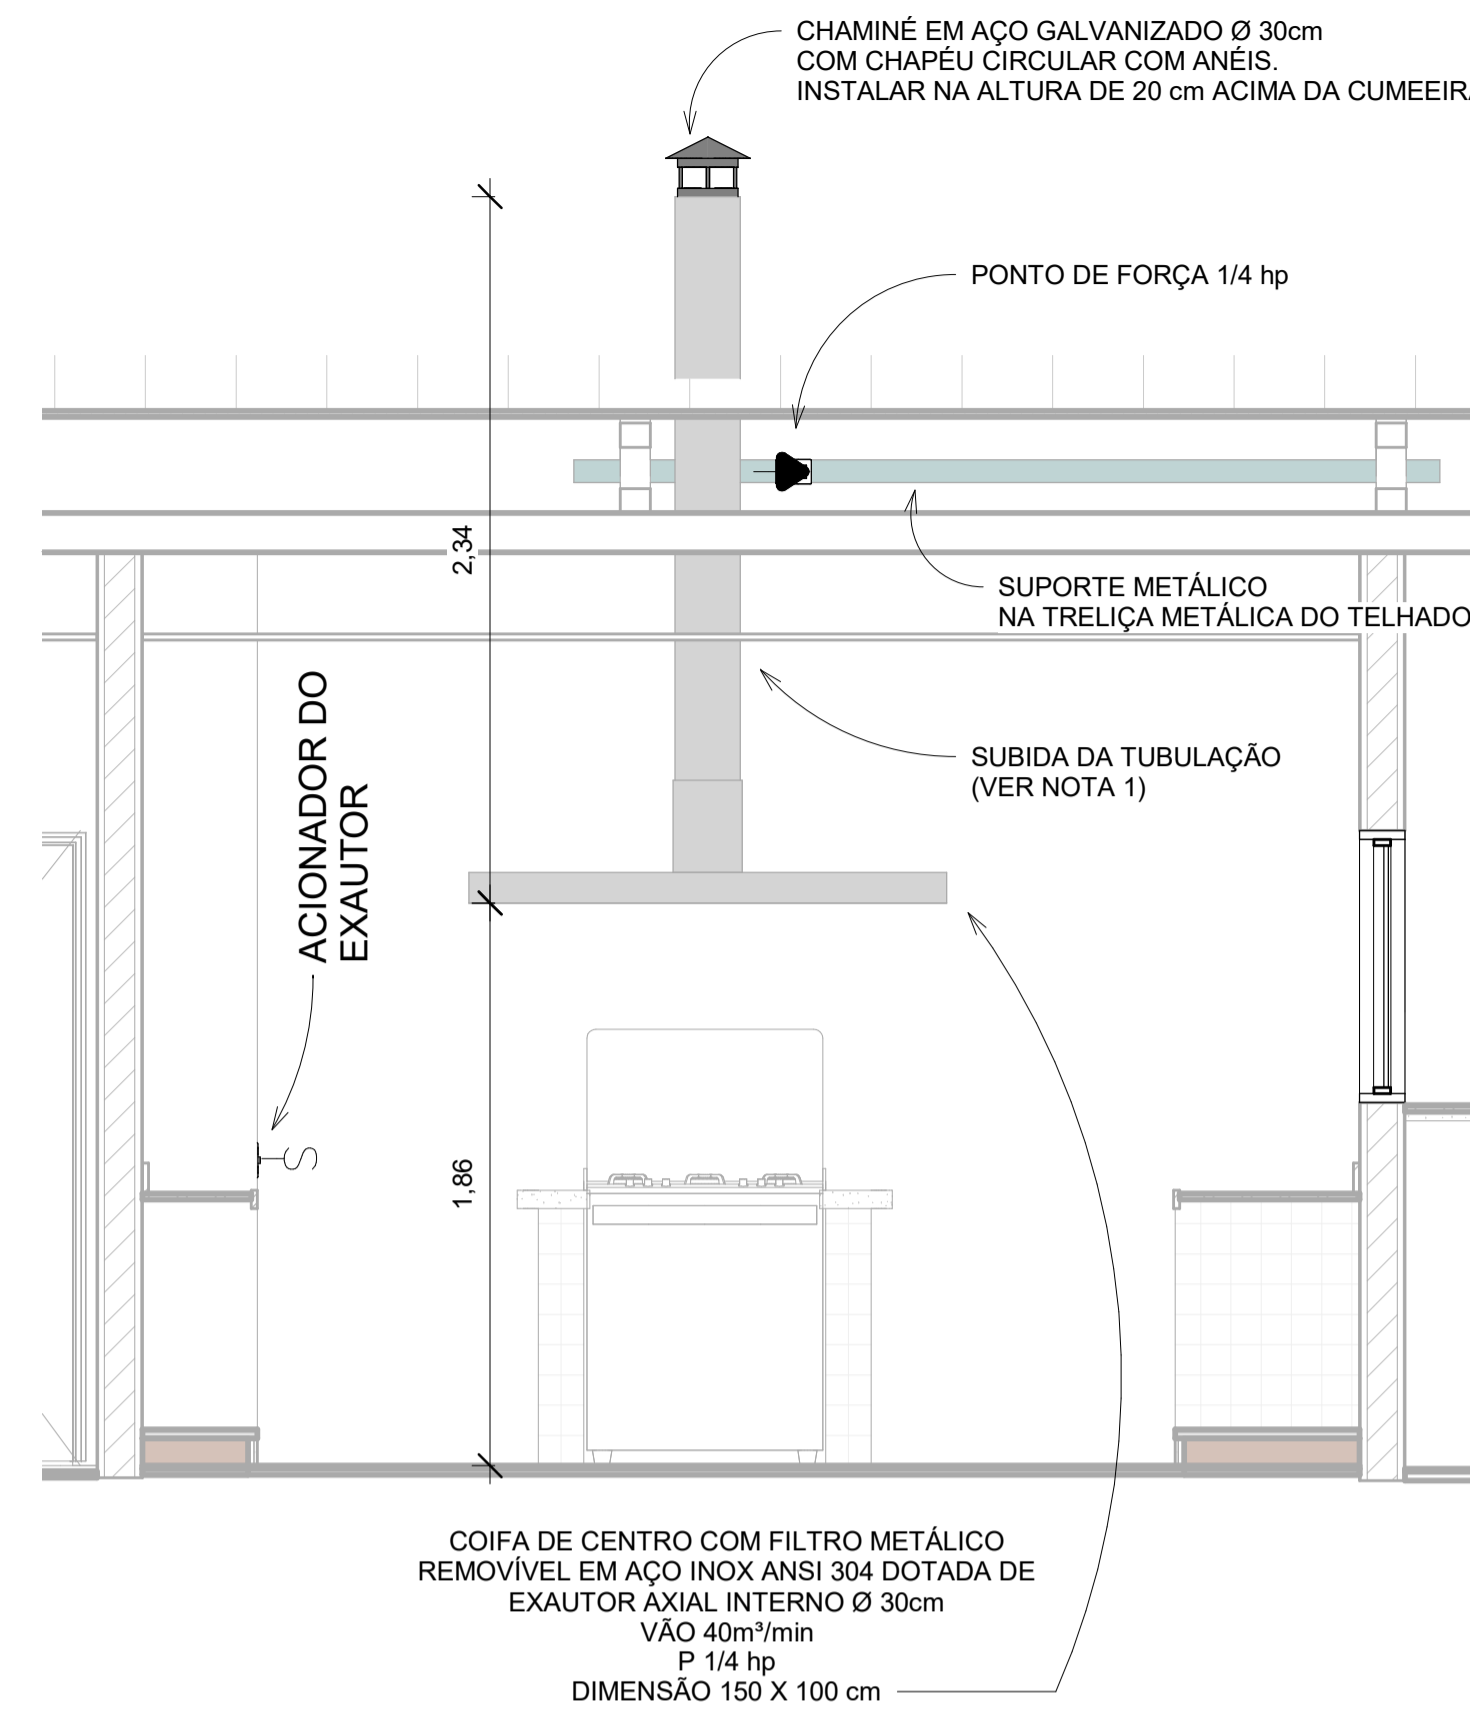 CHAMINÉ EM AÇO GALVANIZADO Ø 30cm
COM CHAPÉU CIRCULAR COM ANÉIS.
INSTALAR NA ALTURA DE 20 cm ACIMA DA CUMEEIRA
PONTO DE FORÇA 1/4 hp
2,34
SUPORTE METÁLICO
NA TRELIÇA METÁLICA DO TELHADO
ACIONADOR DO
EXAUTOR
SUBIDA DA TUBULAÇÃO
(VER NOTA 1)
S
1,86
COIFA DE CENTRO COM FILTRO METÁLICO
REMOVÍVEL EM AÇO INOX ANSI 304 DOTADA DE
EXAUTOR AXIAL INTERNO Ø 30cm
VÃO 40m³/min
P 1/4 hp
DIMENSÃO 150 X 100 cm